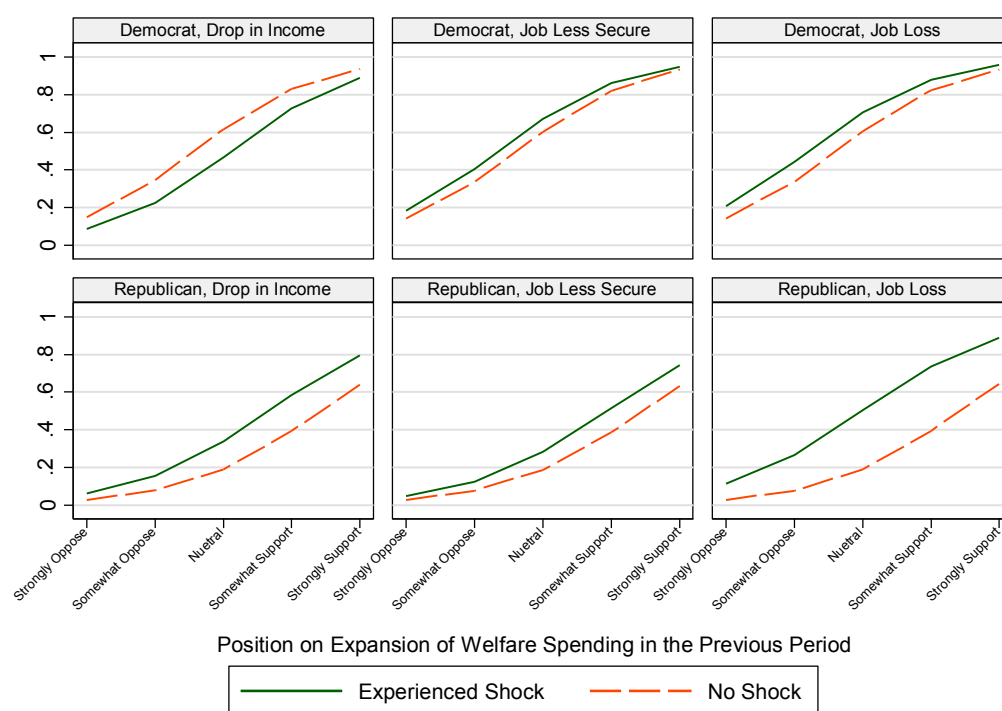 Democrat, Drop in Income
Democrat, Job Less Secure
Democrat, Job Loss
1
.8
.6
.4
.2
0
Republican, Drop in Income
Republican, Job Less Secure
Republican, Job Loss
1
.8
.6
.4
.2
0
Strongly Oppose
Somewhat Oppose
Nuetral
Somewhat Support
Strongly Support
Strongly Oppose
Somewhat Oppose
Nuetral
Somewhat Support
Strongly Support
Strongly Oppose
Somewhat Oppose
Nuetral
Somewhat Support
Strongly Support
Position on Expansion of Welfare Spending in the Previous Period
Experienced Shock
No Shock